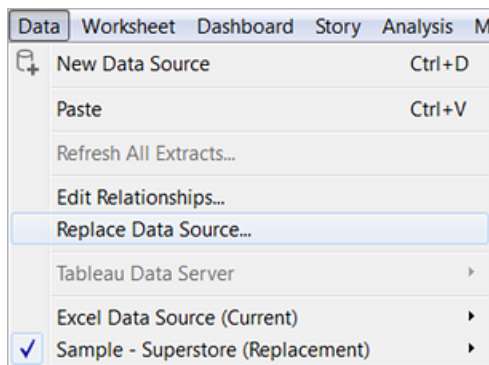 Data Worksheet Dashboard Story Analysis M
New Data Source Ctrl+D
Paste Ctrl+V
Refresh All Extracts...
Edit Relationships...
Replace Data Source...
Tableau Data Server
Excel Data Source (Current)
Sample - Superstore (Replacement)